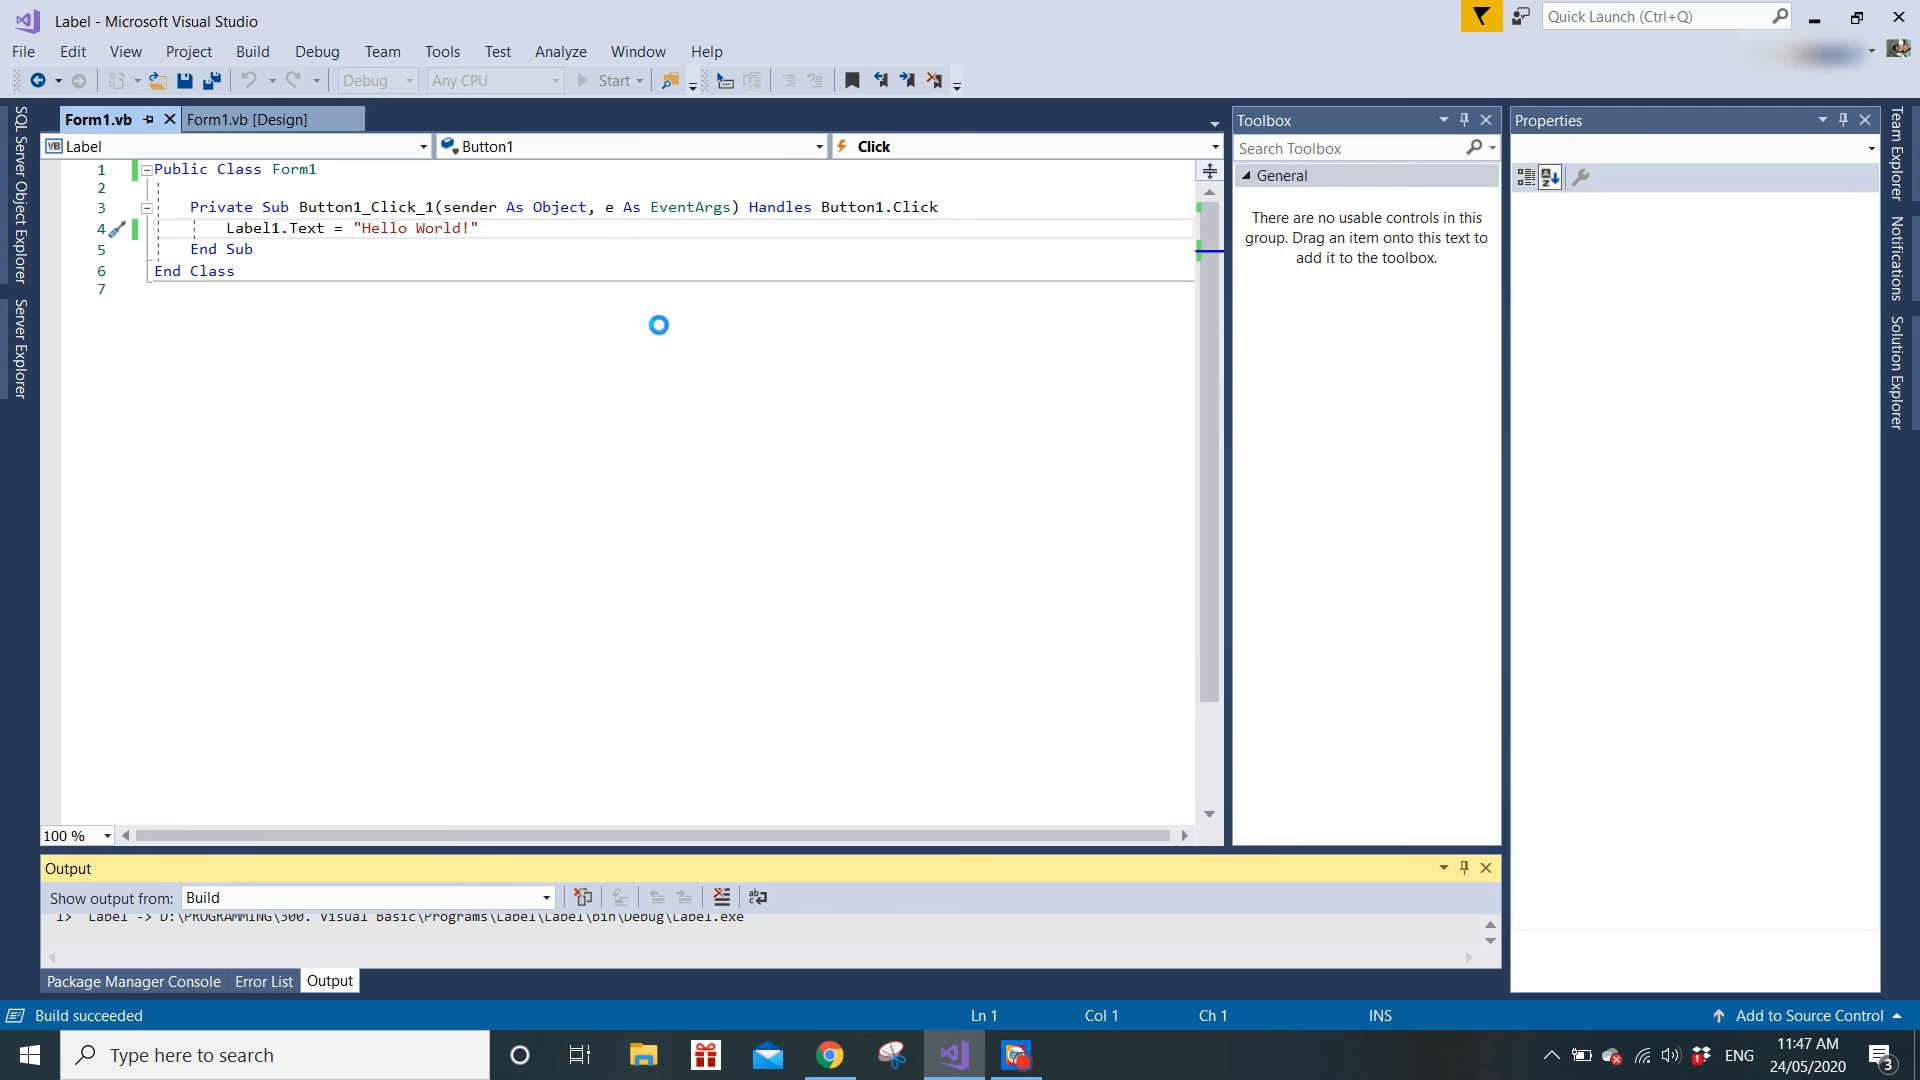 Label - Microsoft Visual Studio
Quick Launch (Ctrl+Q)
File Edit View Project Build Debug Team Tools Test Analyze Window Help
Debug Any CPU Start
Form1.vb Form1.vb [Design]
VB Label Button1 Click
1 Public Class Form1
2
3 Private Sub Button1_Click_1(sender As Object, e As EventArgs) Handles Button1.Click
4 Label1.Text = "Hello World!"
5 End Sub
6 End Class
7
SQL Server Object Explorer
Server Explorer
Toolbox
Search Toolbox
General
There are no usable controls in this
group. Drag an item onto this text to
add it to the toolbox.
Properties
Team Explorer
Notifications
Solution Explorer
100 %
Output
Show output from: Build
1> Label -> D:\PROGRAMMING\300. Visual Basic\Programs\Label\Label\bin\Debug\Label.exe
Package Manager Console Error List Output
Build succeeded Ln 1 Col 1 Ch 1 INS Add to Source Control
Type here to search
1
ENG
11:47 AM
24/05/2020
3